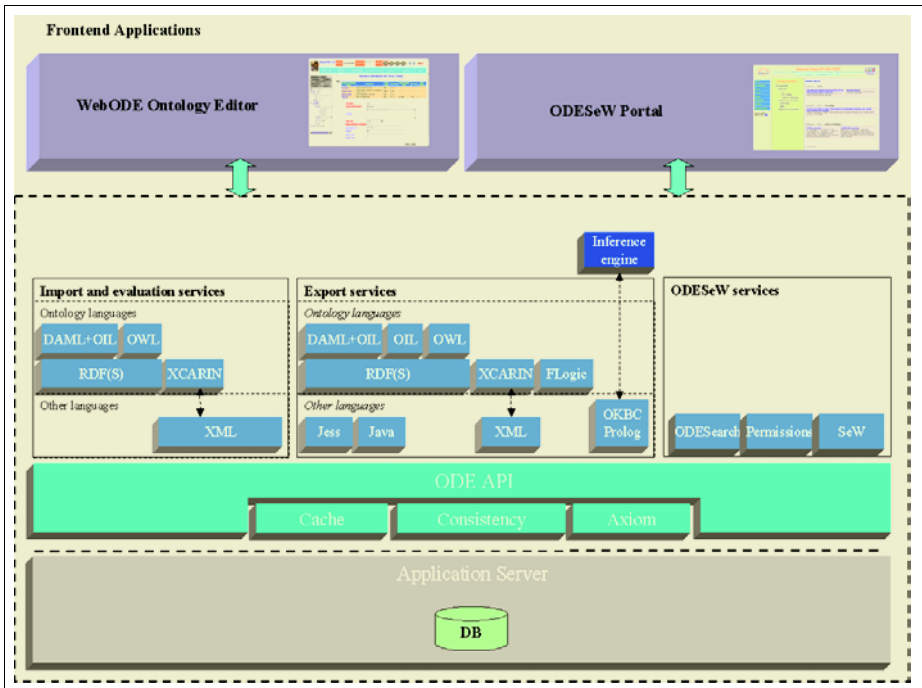 Frontend Applications
WebODE Ontology Editor
ODESeW Portal
Inference
engine
Import and evaluation services
Ontology languages
DAML+OIL OWL
RDF(S) XCARIN
Other languages
XML
Export services
Ontology languages
DAML+OIL OIL OWL
RDF(S) XCARIN FLogic
Other languages
Jess Java XML
OKBC
Prolog
ODESeW services
ODESearch Permissions SeW
ODE API
Cache Consistency Axiom
Application Server
DB